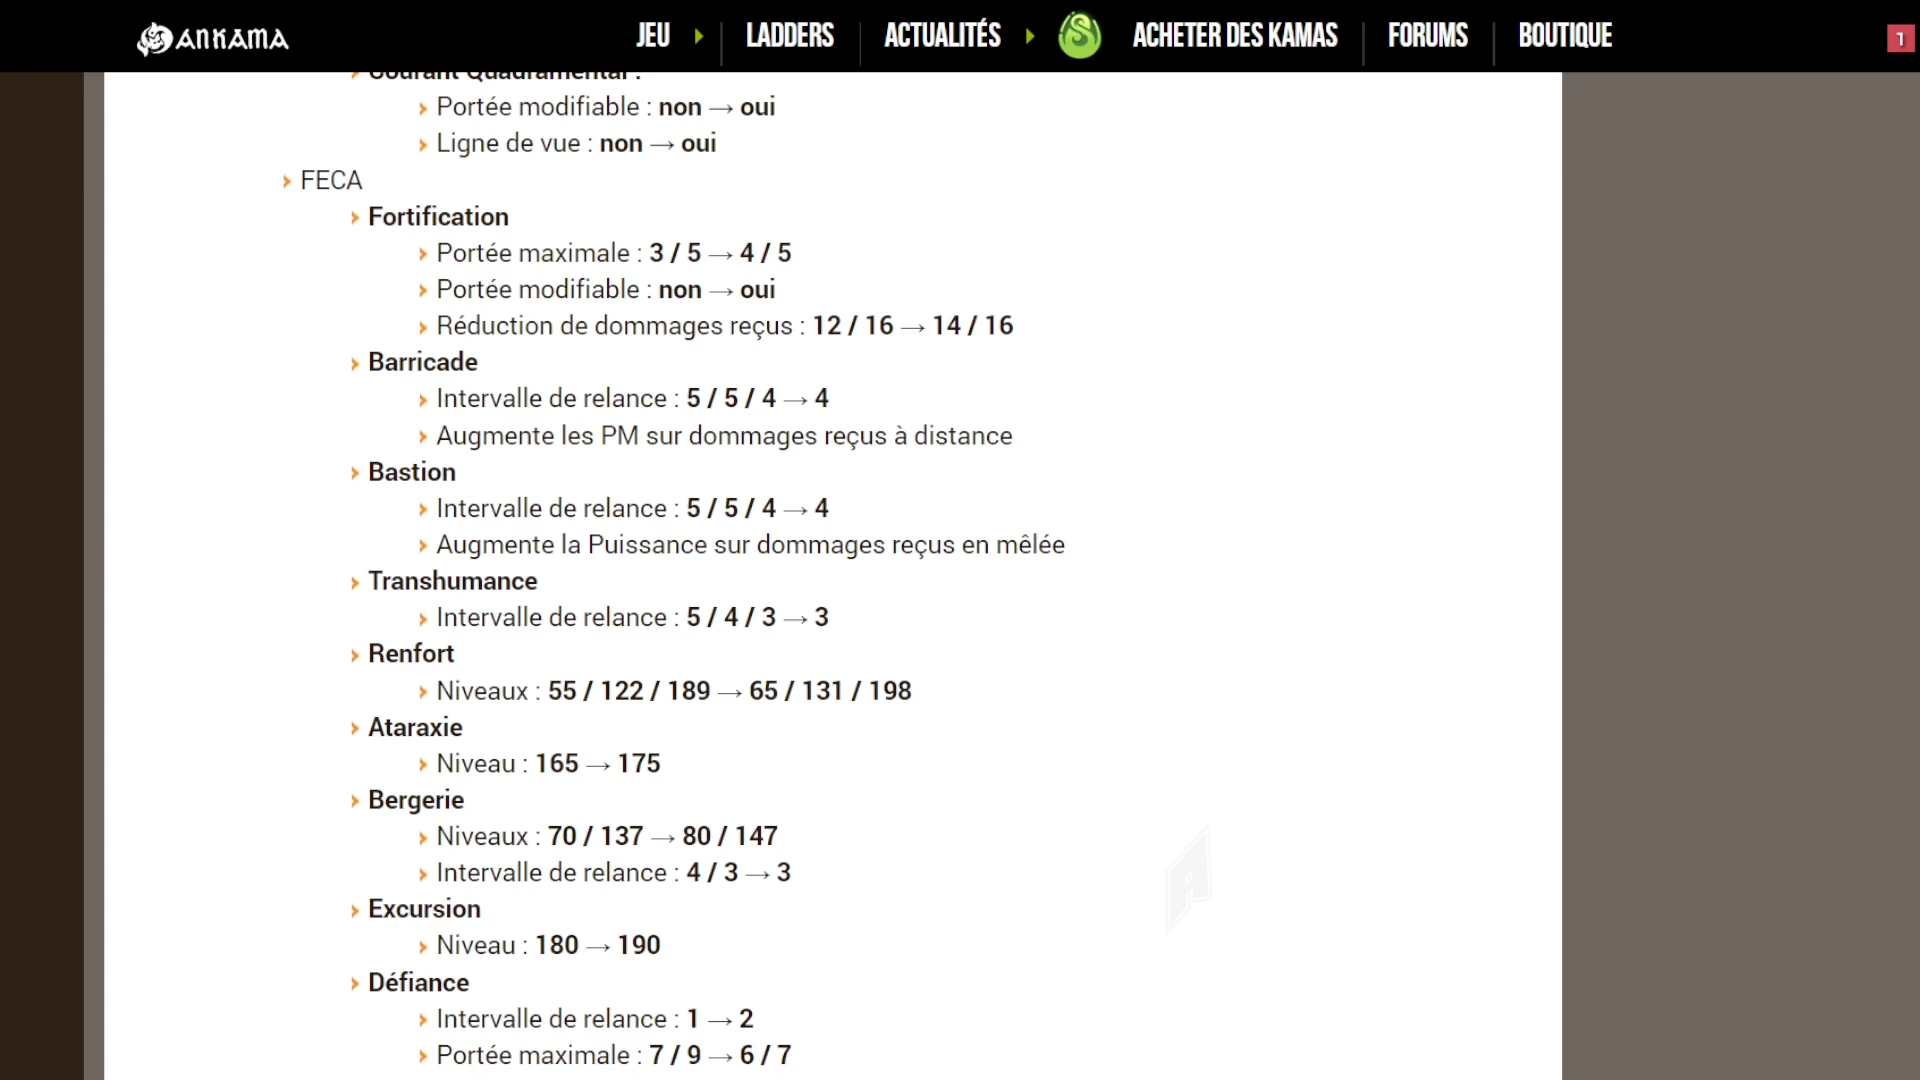 ANKAMA JEU LADDERS ACTUALITÉS ACHETER DES KAMAS FORUMS BOUTIQUE 1
Courant Quadramental :
Portée modifiable : non → oui
Ligne de vue : non → oui
FECA
Fortification
Portée maximale : 3 / 5 → 4 / 5
Portée modifiable : non → oui
Réduction de dommages reçus : 12 / 16 → 14 / 16
Barricade
Intervalle de relance : 5 / 5 / 4 → 4
Augmente les PM sur dommages reçus à distance
Bastion
Intervalle de relance : 5 / 5 / 4 → 4
Augmente la Puissance sur dommages reçus en mêlée
Transhumance
Intervalle de relance : 5 / 4 / 3 → 3
Renfort
Niveaux : 55 / 122 / 189 → 65 / 131 / 198
Ataraxie
Niveau : 165 → 175
Bergerie
Niveaux : 70 / 137 → 80 / 147
Intervalle de relance : 4 / 3 → 3
Excursion
Niveau : 180 → 190
Défiance
Intervalle de relance : 1 → 2
Portée maximale : 7 / 9 → 6 / 7